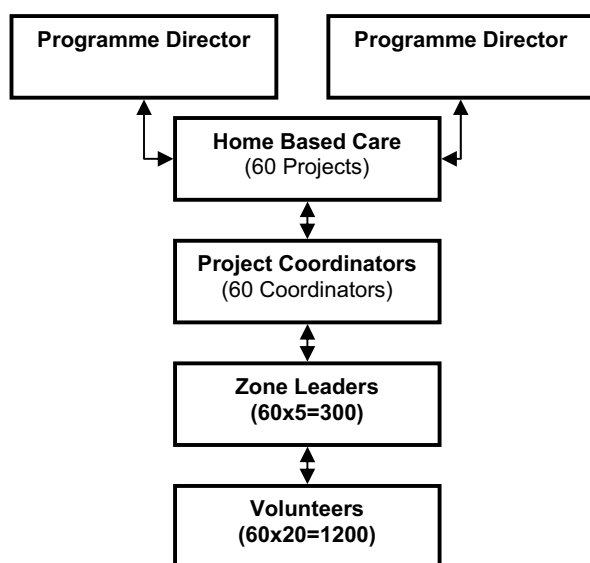 Programme Director
Programme Director
Home Based Care
(60 Projects)
Project Coordinators
(60 Coordinators)
Zone Leaders
(60x5=300)
Volunteers
(60x20=1200)